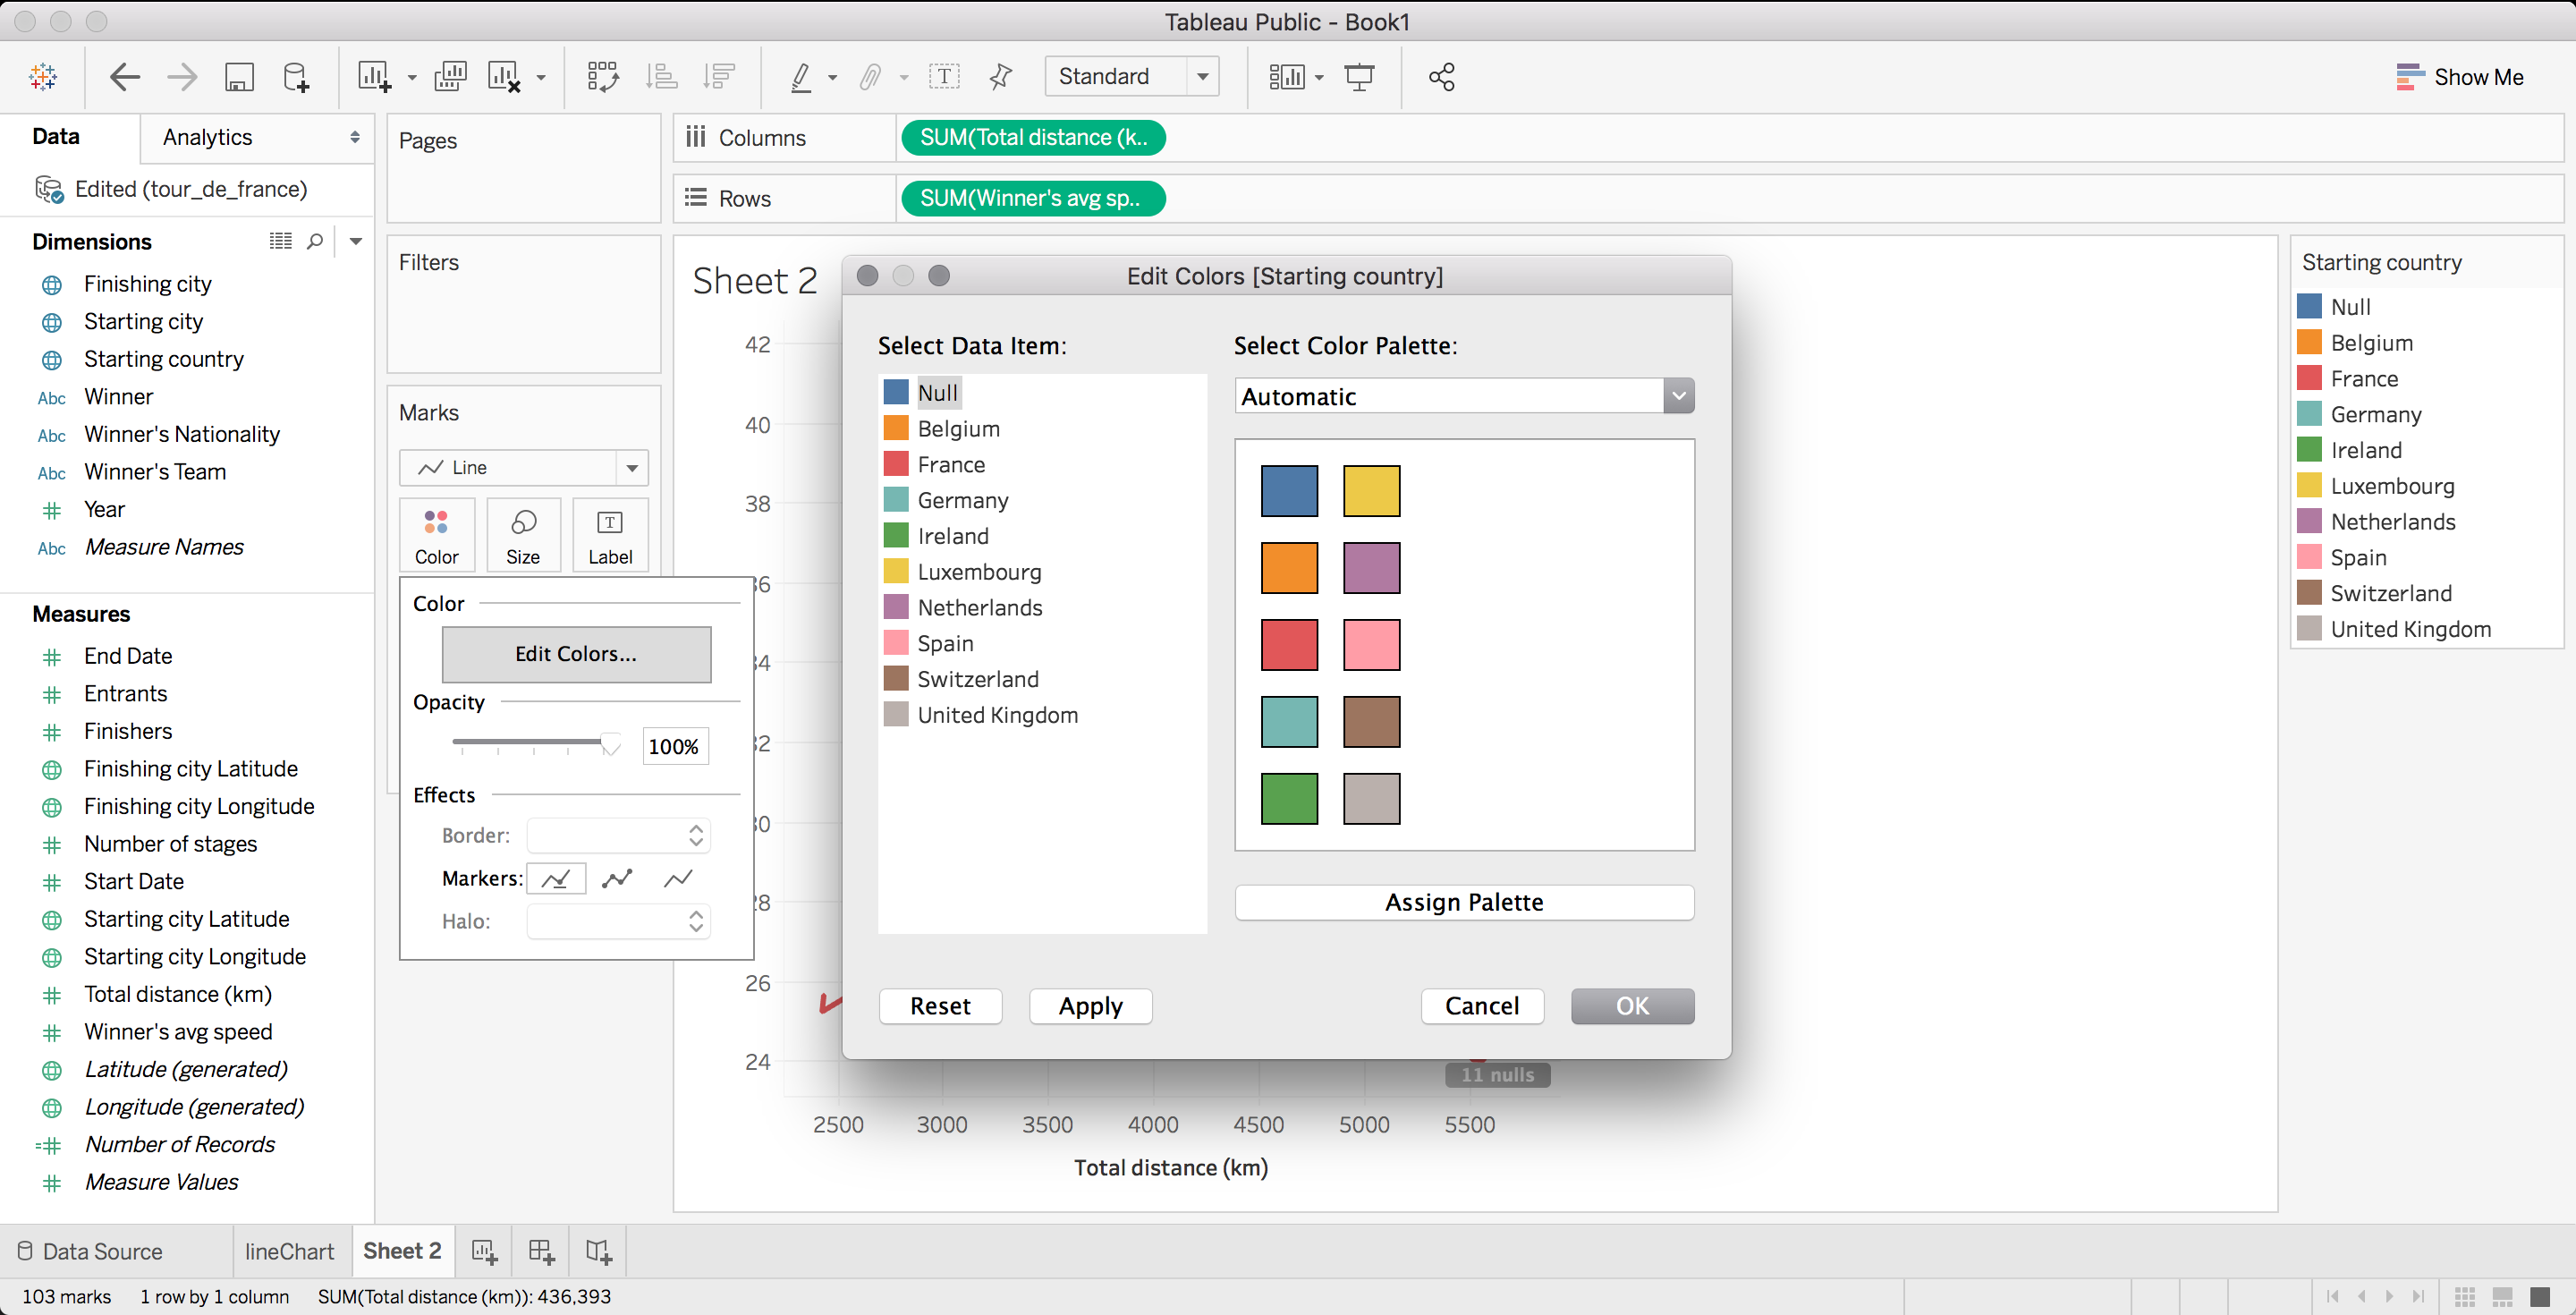 Tableau Public - Book1
Standard
Show Me
Data
Analytics
Edited (tour_de_france)
Dimensions
Finishing city
Starting city
Starting country
Abc Winner
Abc Winner's Nationality
Abc Winner's Team
Year
Abc Measure Names
Measures
End Date
Entrants
Finishers
Finishing city Latitude
Finishing city Longitude
Number of stages
Start Date
Starting city Latitude
Starting city Longitude
Total distance (km)
Winner's avg speed
Latitude (generated)
Longitude (generated)
=# Number of Records
Measure Values
Pages
Filters
Marks
Line
Color
Size
Label
Color
Edit Colors...
Opacity
100%
Effects
Border:
Markers:
Halo:
Columns
SUM(Total distance (k..
Rows
SUM(Winner's avg sp..
Sheet 2
42
40
38
36
34
32
30
28
26
24
2500 3000 3500 4000 4500 5000 5500
Total distance (km)
11 nulls
Edit Colors [Starting country]
Select Data Item:
Null
Belgium
France
Germany
Ireland
Luxembourg
Netherlands
Spain
Switzerland
United Kingdom
Select Color Palette:
Automatic
Assign Palette
Reset
Apply
Cancel
OK
Starting country
Null
Belgium
France
Germany
Ireland
Luxembourg
Netherlands
Spain
Switzerland
United Kingdom
Data Source
lineChart
Sheet 2
103 marks
1 row by 1 column
SUM(Total distance (km)): 436,393